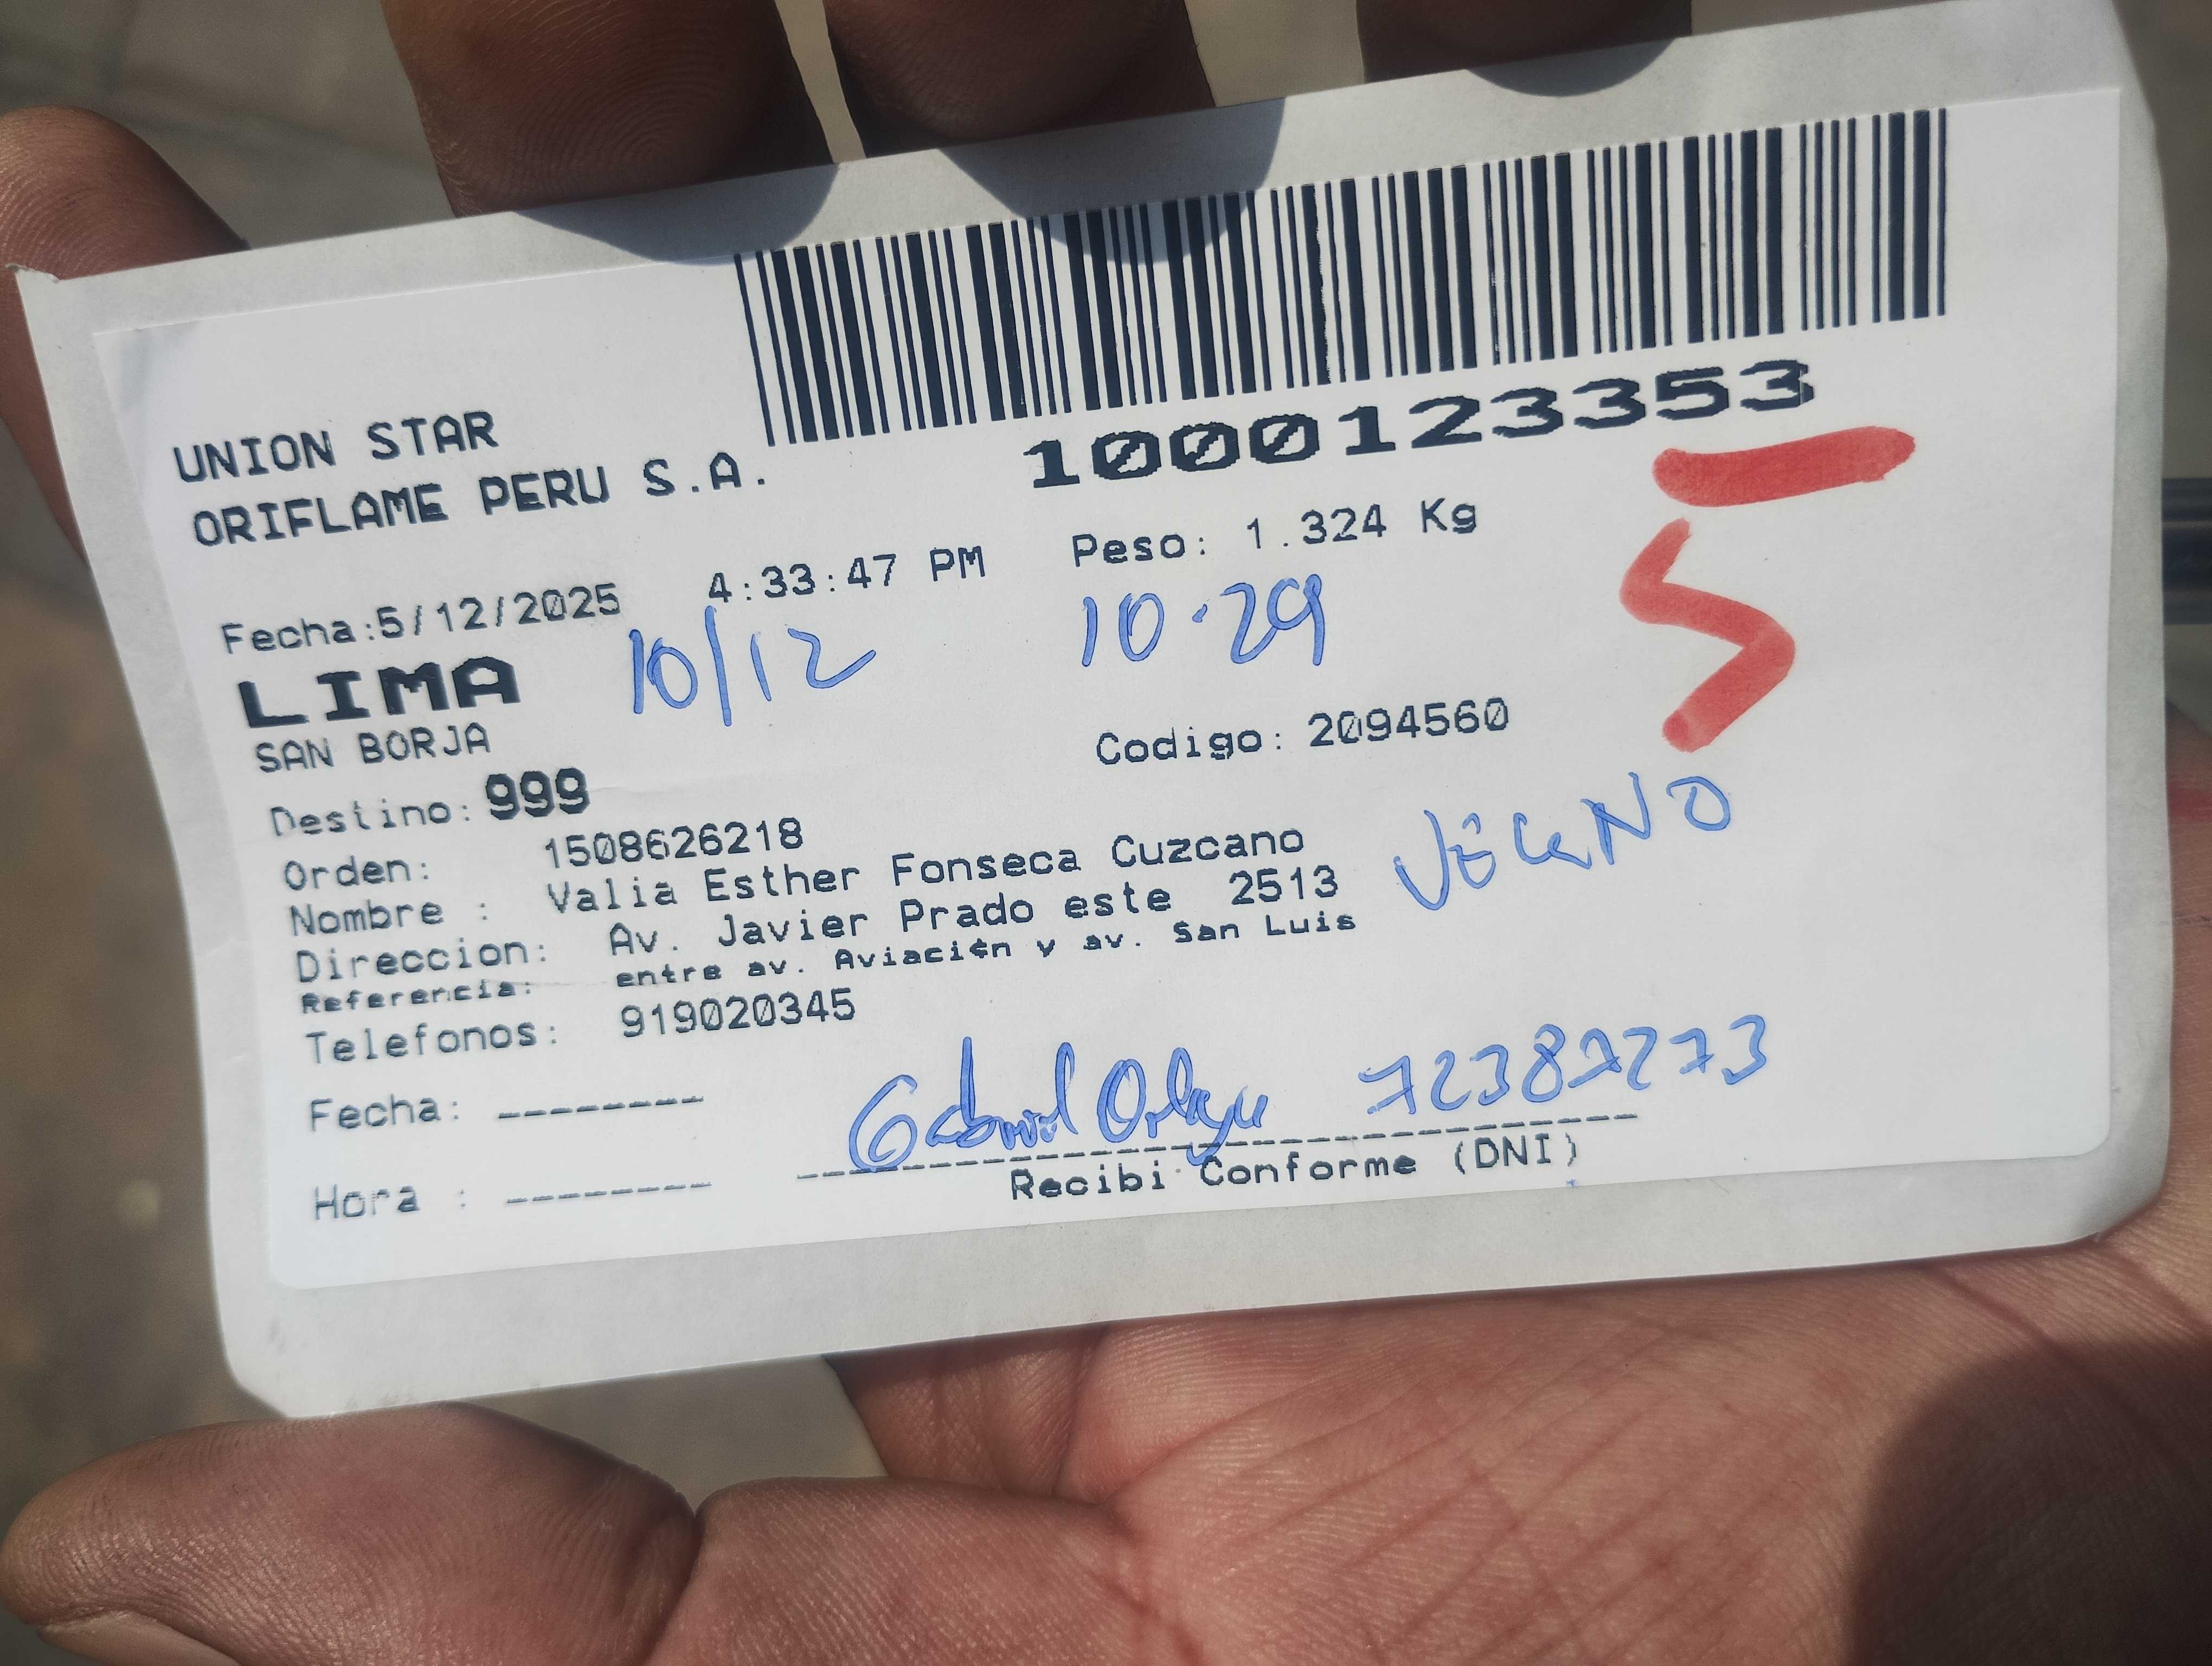 1000123353
UNION STAR
ORIFLAME PERU S.A.
Fecha:5/12/2025 4:33:47 PM Peso: 1.324 Kg
10/12 10.29
5
LIMA
SAN BORJA
Codigo: 2094560
Destino: 999
Orden: 1508626218
Nombre : Valia Esther Fonseca Cuzcano
Direccion: Av. Javier Prado este 2513
Referencia: entre av. Aviaci¢n y av. San Luis
Telefonos: 919020345
Fecha: --------
72387273
Hora : --------
Recibi Conforme (DNI)